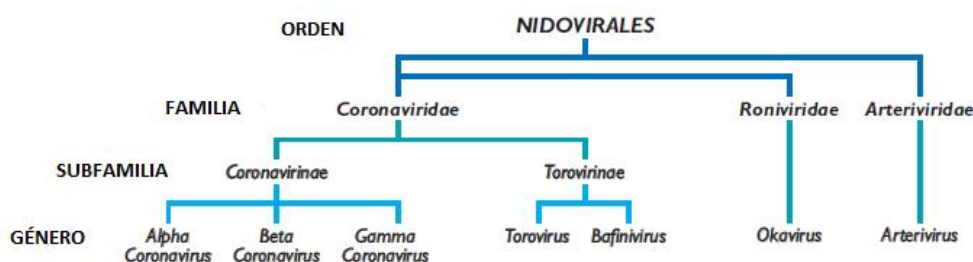 ORDEN NIDOVIRALES
FAMILIA Coronaviridae Roniviridae Arteriviridae
SUBFAMILIA Coronavirinae Torovirinae
GÉNERO Alpha Coronavirus Beta Coronavirus Gamma Coronavirus Torovirus Bafinivirus Okavirus Arterivirus